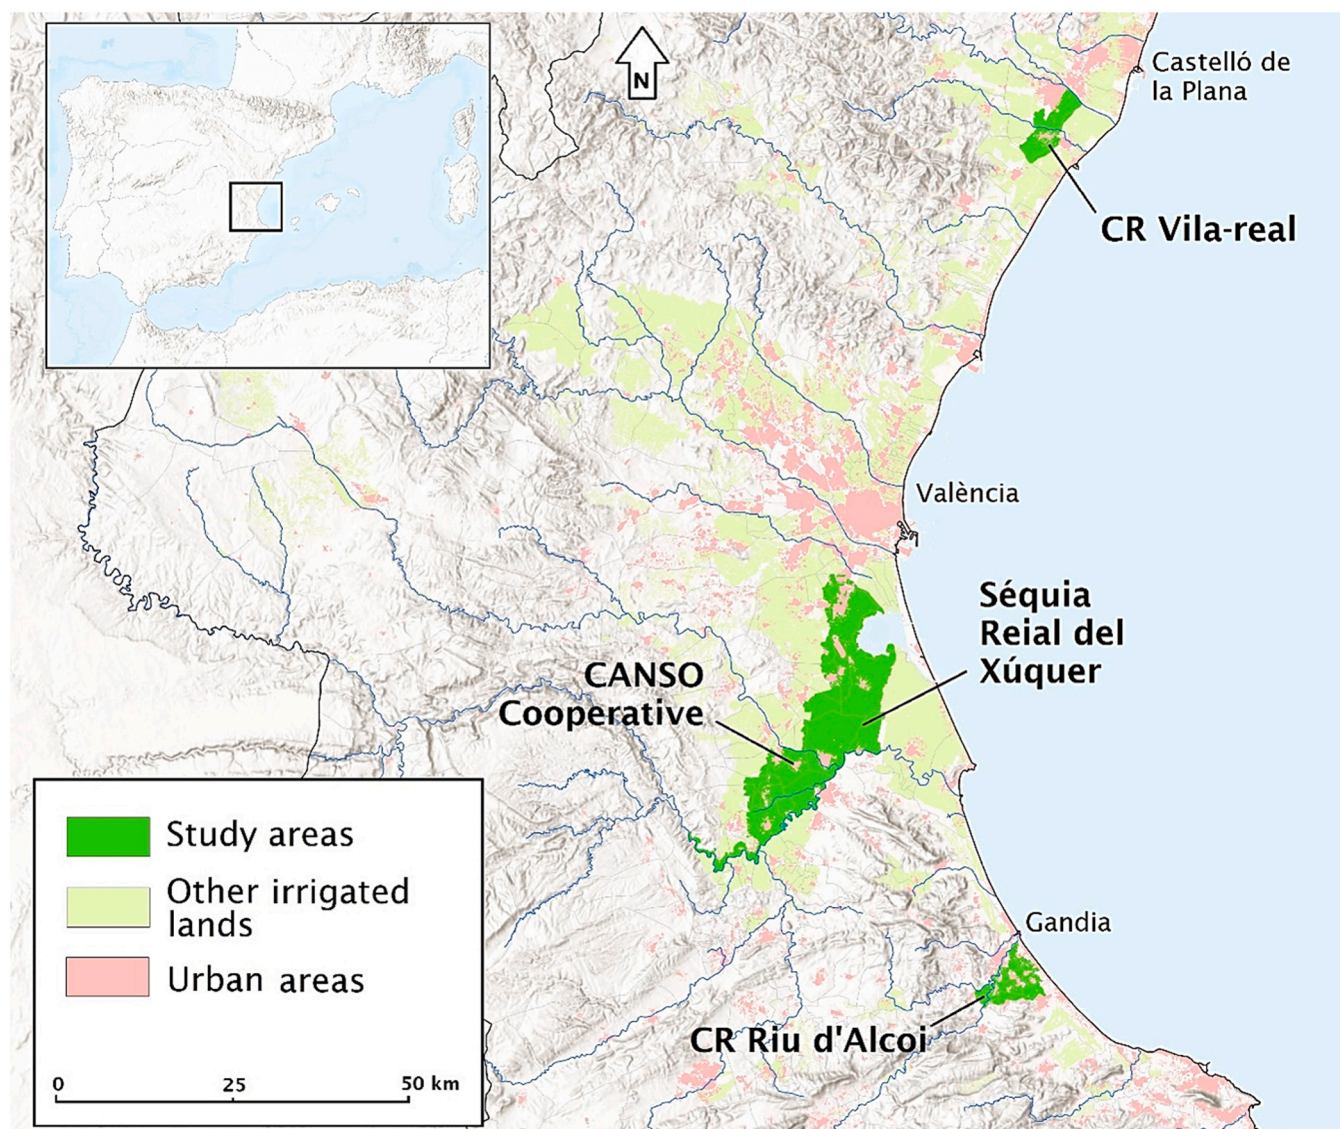 N
Castelló de
la Plana
CR Vila-real
València
Séquia
Reial del
Xúquer
CANSO
Cooperative
Gandia
CR Riu d'Alcoi
Study areas
Other irrigated
lands
Urban areas
0 25 50 km